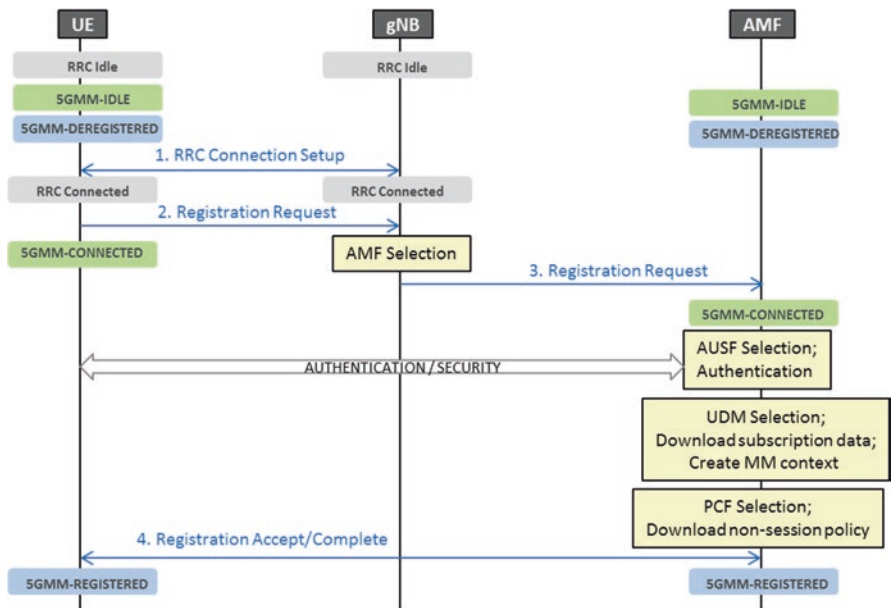 UE gNB AMF
RRC Idle RRC Idle
5GMM-IDLE 5GMM-IDLE
5GMM-DEREGISTERED 5GMM-DEREGISTERED
1. RRC Connection Setup
RRC Connected RRC Connected
2. Registration Request
5GMM-CONNECTED
AMF Selection
3. Registration Request
5GMM-CONNECTED
AUTHENTICATION / SECURITY
AUSF Selection;
Authentication
UDM Selection;
Download subscription data;
Create MM context
PCF Selection;
Download non-session policy
4. Registration Accept/Complete
5GMM-REGISTERED 5GMM-REGISTERED